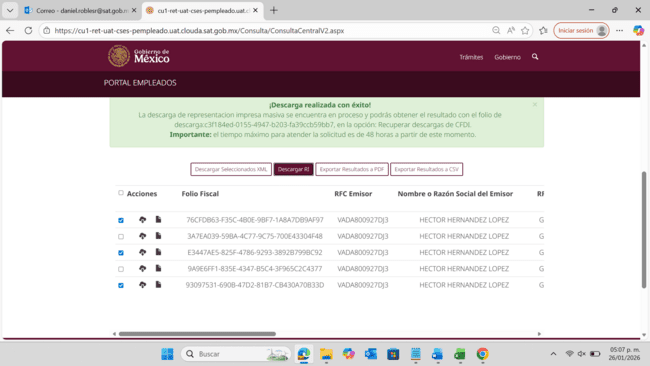 Correo - daniel.roblesr@sat.gob.m
cu1-ret-uat-cses-pempleado.uat.cl
https://cu1-ret-uat-cses-pempleado.uat.clouda.sat.gob.mx/Consulta/ConsultaCentralV2.aspx
Iniciar sesión
Gobierno de
México
Trámites
Gobierno
PORTAL EMPLEADOS
¡Descarga realizada con éxito!
×
La descarga de representacion impresa masiva se encuentra en proceso y podrás obtener el resultado con el folio de
descarga:c3f184ed-0155-4947-b203-fa39ccb59bb7, en la opción: Recuperar descargas de CFDI.
Importante: el tiempo máximo para atender la solicitud es de 48 horas a partir de este momento.
Descargar Seleccionados XML
Descargar RI
Exportar Resultados a PDF
Exportar Resultados a CSV
Acciones Folio Fiscal RFC Emisor Nombre o Razón Social del Emisor RF
76CFDB63-F35C-4B0E-9BF7-1A8A7DB9AF97 VADA800927DJ3 HECTOR HERNANDEZ LOPEZ G
3A7EA039-59BA-4C77-9C75-700E43304F48 VADA800927DJ3 HECTOR HERNANDEZ LOPEZ G
E3447AE5-825F-4786-9293-3892B799BC92 VADA800927DJ3 HECTOR HERNANDEZ LOPEZ G
9A9E6FF1-835E-4347-B5C4-3F965C2C4377 VADA800927DJ3 HECTOR HERNANDEZ LOPEZ G
93097531-690B-47D2-81B7-CB430A70B33D VADA800927DJ3 HECTOR HERNANDEZ LOPEZ G
Buscar
05:07 p. m.
26/01/2026